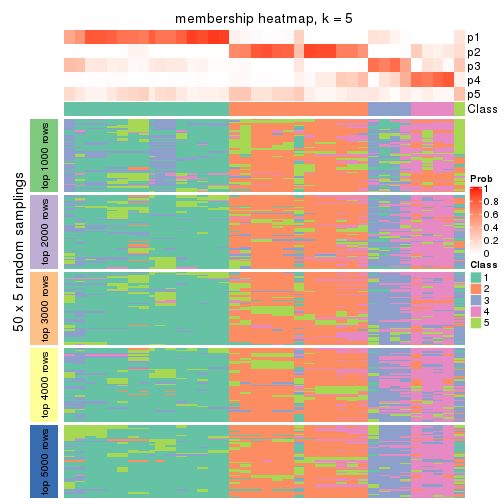 membership heatmap, k = 5
p1
p2
p3
p4
p5
Class
50 x 5 random samplings
top 1000 rows
top 2000 rows
top 3000 rows
top 4000 rows
top 5000 rows
Prob
1
0.8
0.6
0.4
0.2
0
Class
1
2
3
4
5